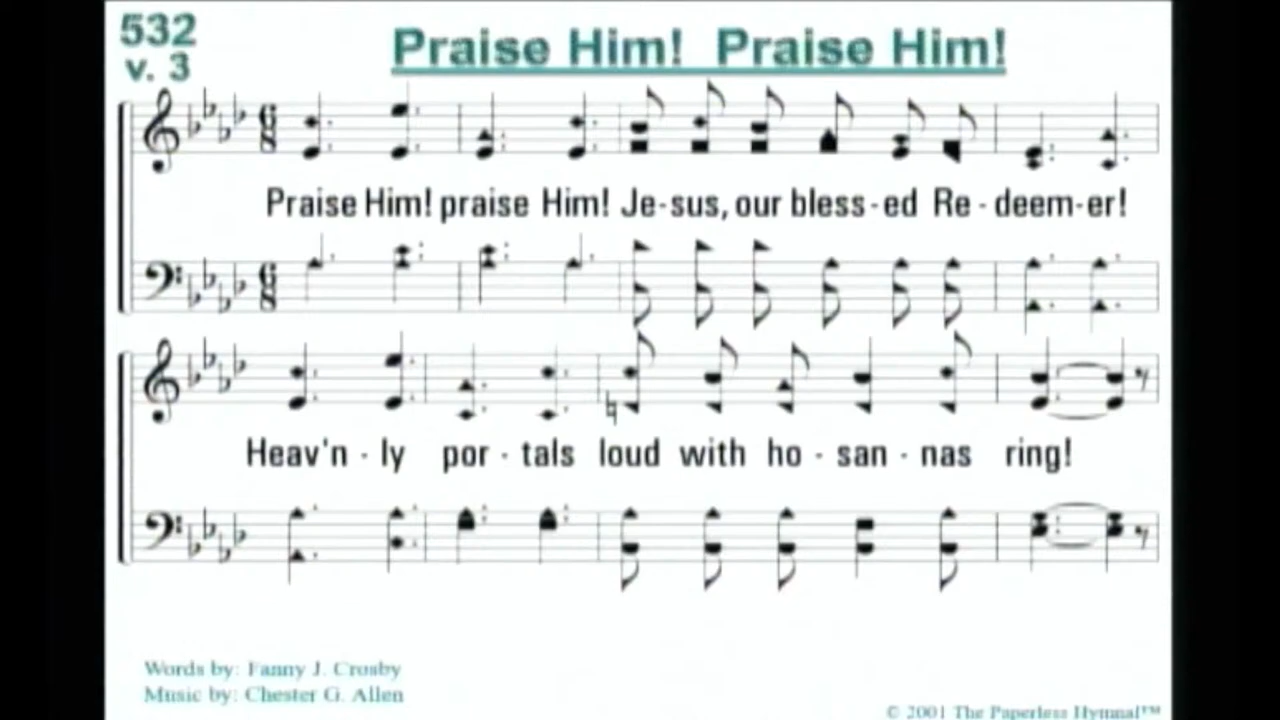 532
v. 3
Praise Him! Praise Him!
Praise Him! praise Him! Je-sus, our bless-ed Re-deem-er!
Heav'n-ly por-tals loud with ho-san-nas ring!
Words by: Fanny J. Crosby
Music by: Chester G. Allen
© 2001 The Paperless Hymnal™